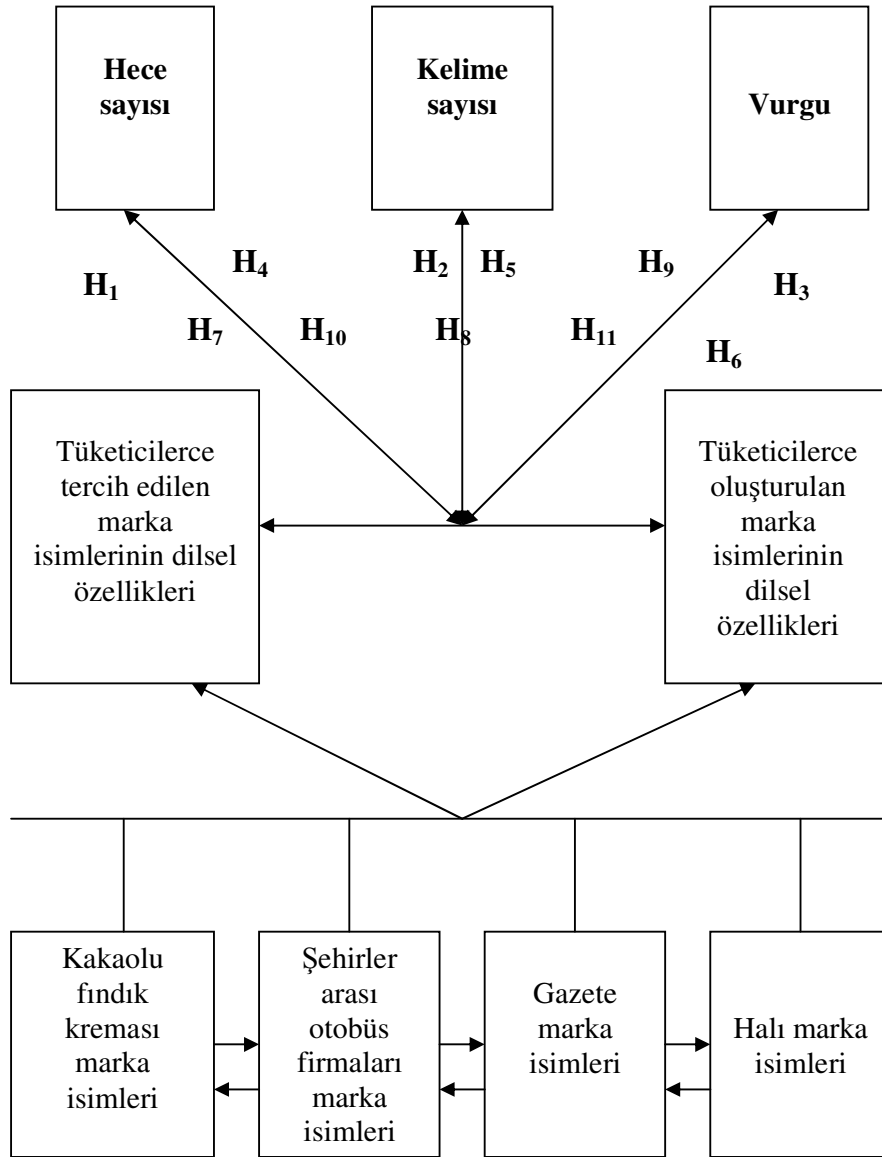 Hece
sayısı
Kelime
sayısı
Vurgu
H₄
H₂
H₅
H₉
H₁
H₃
H₇
H₁₀
H₈
H₁₁
H₆
Tüketicilerce
tercih edilen
marka
isimlerinin dilsel
özellikleri
Tüketicilerce
oluşturulan
marka
isimlerinin
dilsel
özellikleri
Kakaolu
fındık
kreması
marka
isimleri
Şehirler
arası
otobüs
firmaları
marka
isimleri
Gazete
marka
isimleri
Halı marka
isimleri